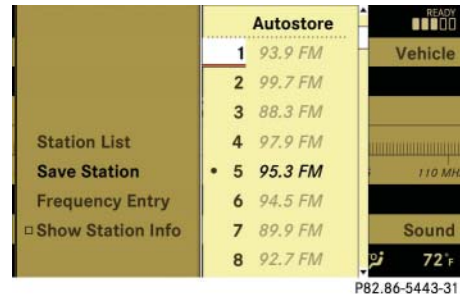 READY
Autostore
1 93.9 FM
Vehicle
2 99.7 FM
3 88.3 FM
Station List
4 97.9 FM
Save Station
• 5 95.3 FM
110 MH
Frequency Entry
6 94.5 FM
□ Show Station Info
7 89.9 FM
Sound
8 92.7 FM
72°F
P82.86-5443-31